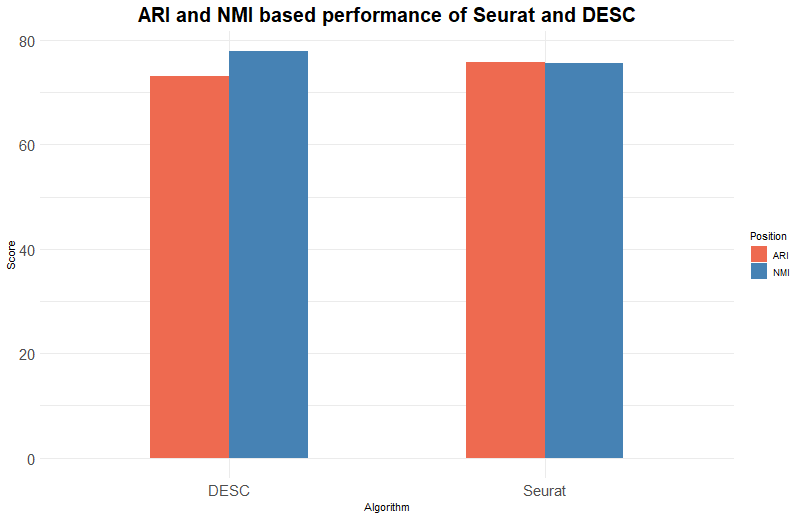 ARI and NMI based performance of Seurat and DESC
80
60
40
20
0
Score
DESC
Seurat
Algorithm
Position
ARI
NMI